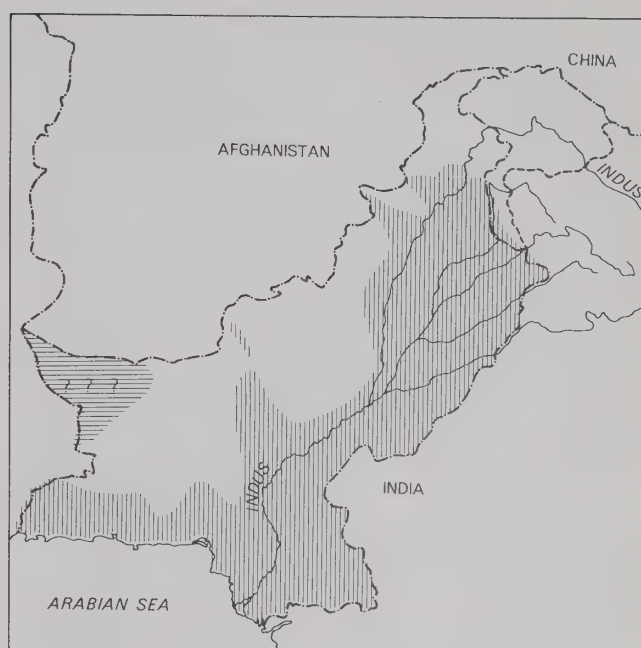 CHINA
AFGHANISTAN
INDUS
? ? ?
INDUS
INDIA
ARABIAN SEA